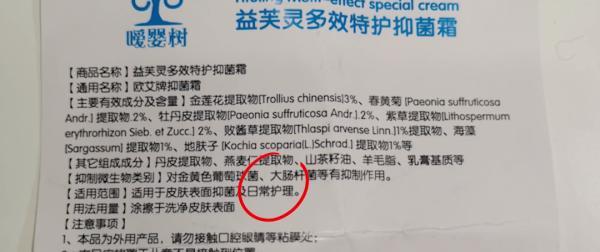 effect special cream
益芙灵多效特护抑菌霜
嗳婴树
【商品名称】益芙灵多效特护抑菌霜
【通用名称】欧艾牌抑菌霜
【主要有效成分及含量】金莲花提取物[Trollius chinensis]3%、春黄菊 [Paeonia suffruticosa
Andr.] 提取物.2%、牡丹皮提取物[Paeonia suffruticosa Andr.].2%、紫草提取物[Lithospermum
erythrorhizon Sieb. et Zucc.] 2%、败酱草提取物[Thlaspi arvense Linn.]1%提取物、海藻
[Sargassum] 提取物1%、地肤子 [Kochia scoparia(L.)Schrad.] 提取物1%等
【其它组成成分】丹皮提取物、燕麦仁提取物、山茶籽油、羊毛脂、乳膏基质等
【抑制微生物类别】对金黄色葡萄球菌、大肠杆菌等有抑制作用。
【适用范围】适用于皮肤表面抑菌及日常护理。
【用法用量】涂擦于洗净皮肤表面
【注意事项】
1、本品为外用产品，请勿接触口腔眼睛等粘膜处；